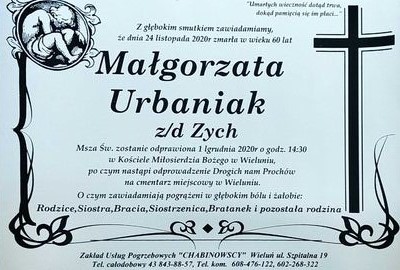 "Umarłych wieczność dotąd trwa,
dokąd pamięcią się im płaci..."
Z głębokim smutkiem zawiadamiamy,
że dnia 24 listopada 2020r zmarła w wieku 60 lat
Małgorzata
Urbaniak
z/d Zych
Msza Św. zostanie odprawiona 1 lgrudnia 2020r o godz. 14:30
w Kościele Miłosierdzia Bożego w Wieluniu,
po czym nastąpi odprowadzenie Drogich nam Prochów
na cmentarz miejscowy w Wieluniu.
O czym zawiadamiają pogrążeni w głębokim bólu i żałobie:
Rodzice,Siostra,Bracia,Siostrzenica,Bratanek i pozostała rodzina
Zakład Usług Pogrzebowych "CHABINOWSCY" Wieluń ul. Szpitalna 19
Tel. całodobowy 43 843-88-57, Tel. kom. 608-476-122, 602-268-322